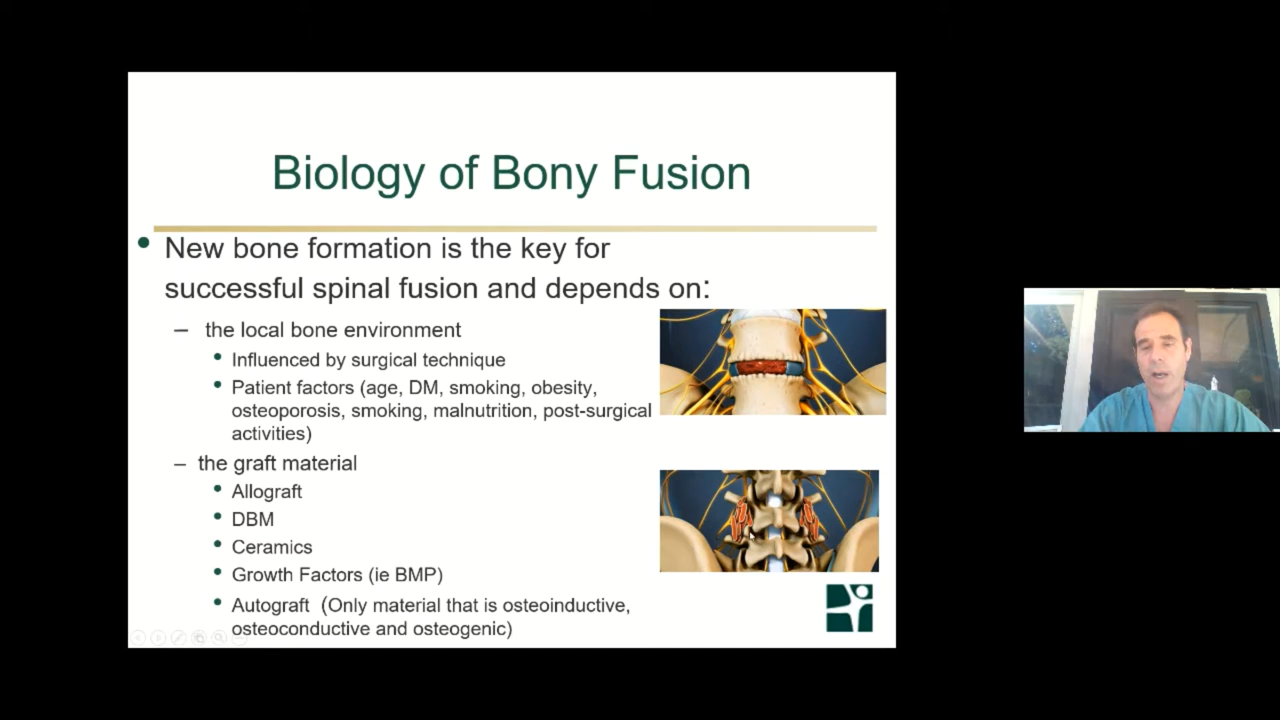 Biology of Bony Fusion
• New bone formation is the key for
successful spinal fusion and depends on:
– the local bone environment
• Influenced by surgical technique
• Patient factors (age, DM, smoking, obesity,
osteoporosis, smoking, malnutrition, post-surgical
activities)
– the graft material
• Allograft
• DBM
• Ceramics
• Growth Factors (ie BMP)
• Autograft (Only material that is osteoinductive,
osteoconductive and osteogenic)